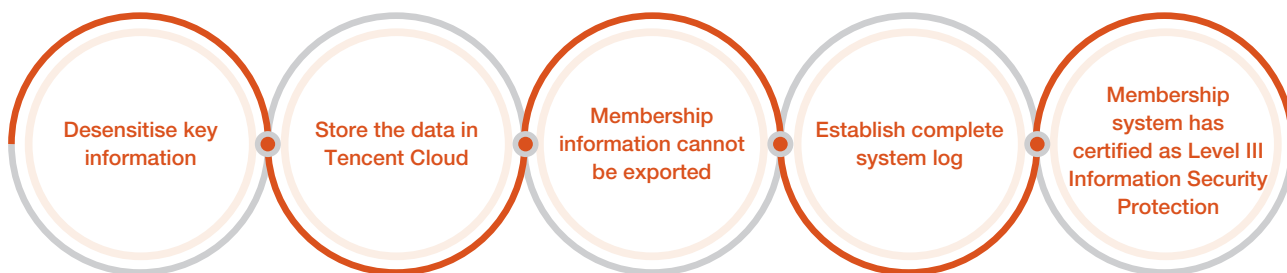 Desensitise key
information
Store the data in
Tencent Cloud
Membership
information cannot
be exported
Establish complete
system log
Membership
system has
certified as Level III
Information Security
Protection